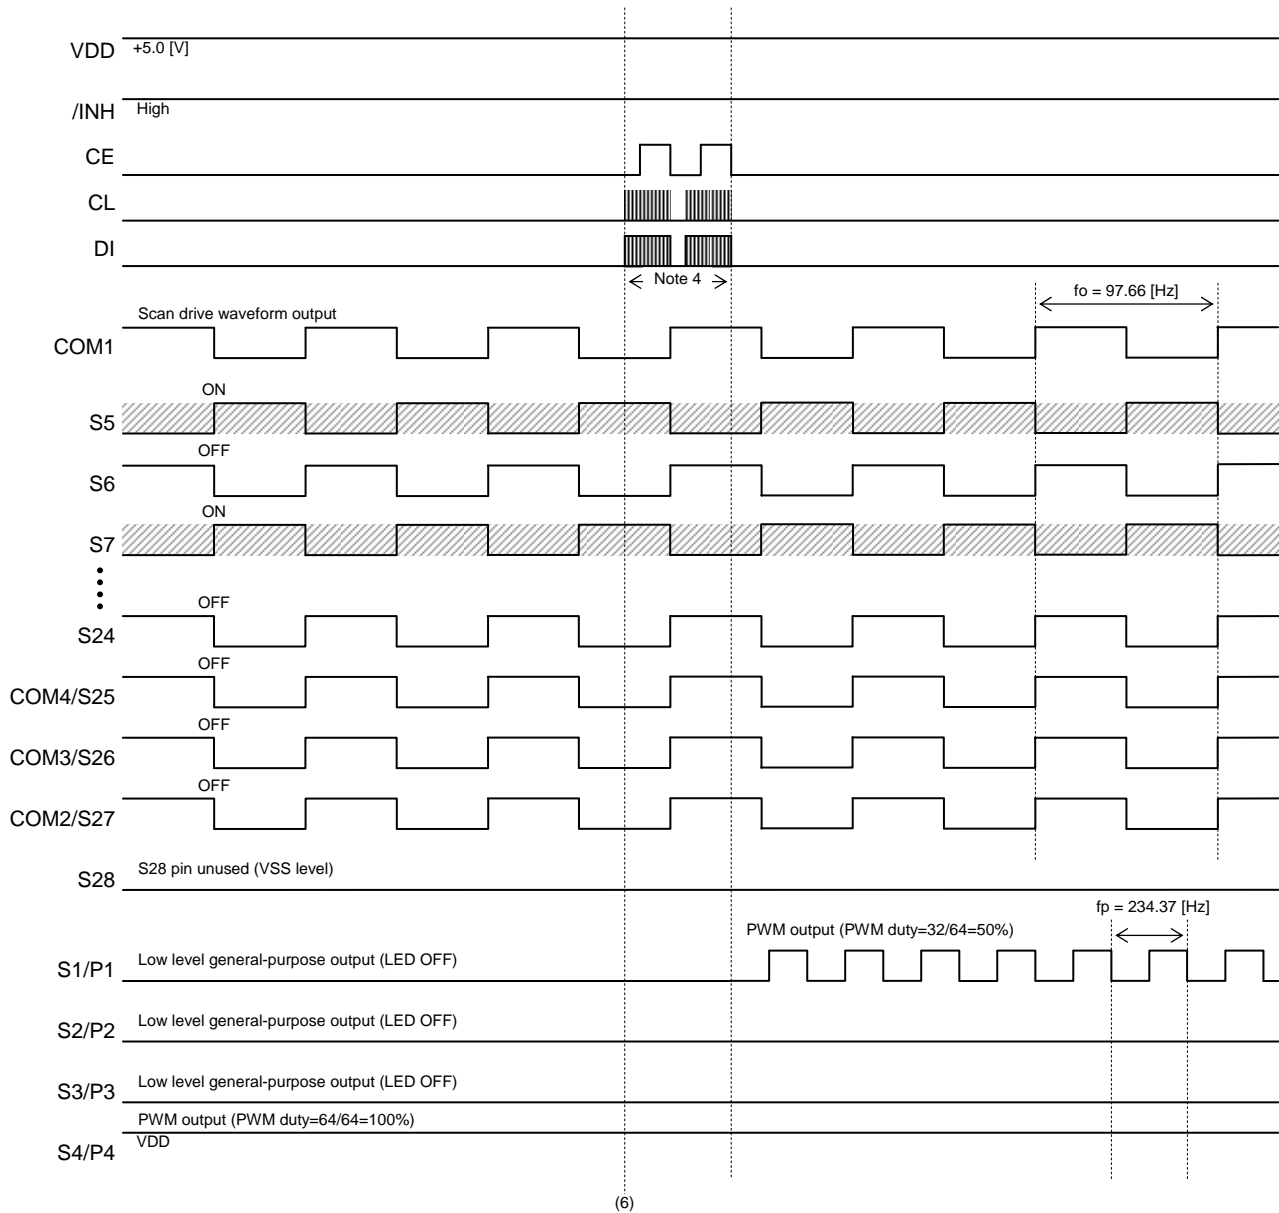 VDD
+5.0 [V]
/INH
High
CE
CL
DI
Note 4
fo = 97.66 [Hz]
Scan drive waveform output
COM1
ON
S5
OFF
S6
ON
S7
OFF
S24
OFF
COM4/S25
OFF
COM3/S26
OFF
COM2/S27
S28 pin unused (VSS level)
S28
fp = 234.37 [Hz]
PWM output (PWM duty=32/64=50%)
S1/P1
Low level general-purpose output (LED OFF)
S2/P2
Low level general-purpose output (LED OFF)
S3/P3
Low level general-purpose output (LED OFF)
PWM output (PWM duty=64/64=100%)
S4/P4
VDD
(6)